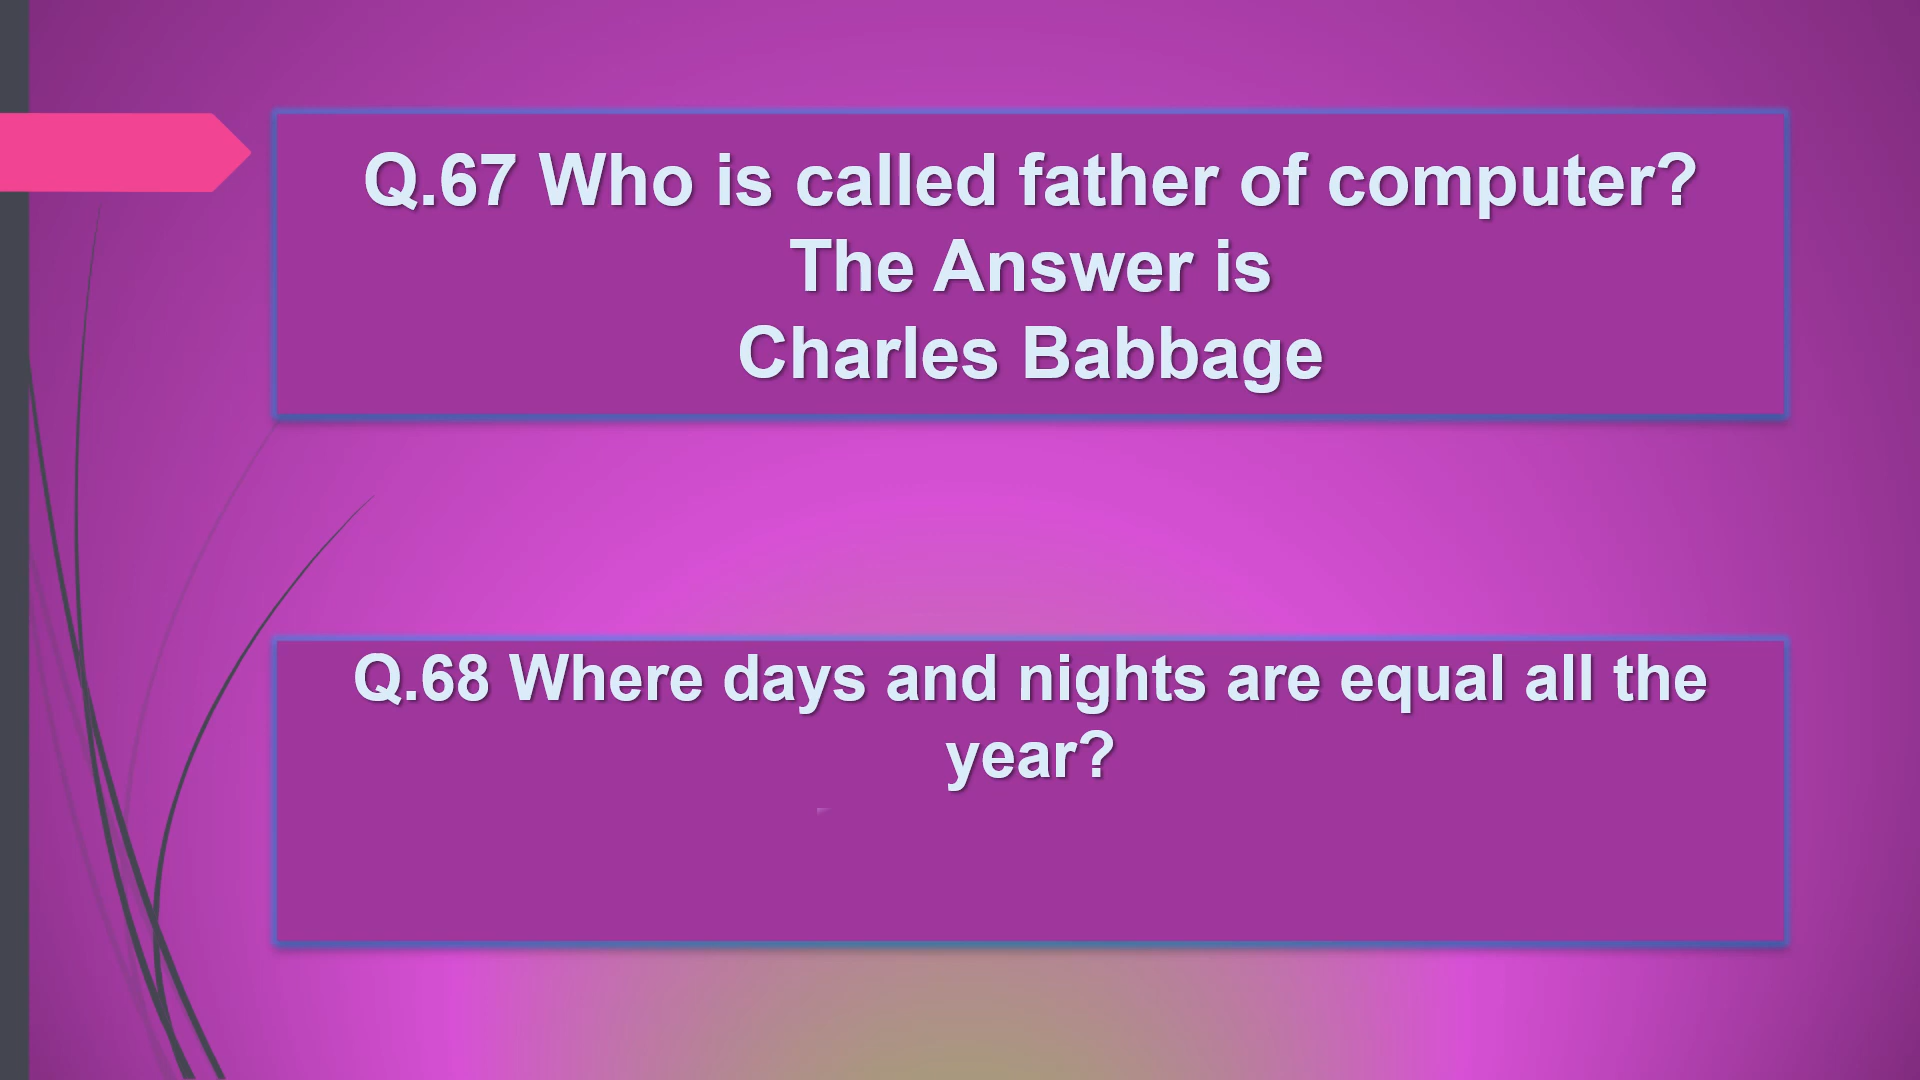 Q.67 Who is called father of computer?
The Answer is
Charles Babbage
Q.68 Where days and nights are equal all the
year?